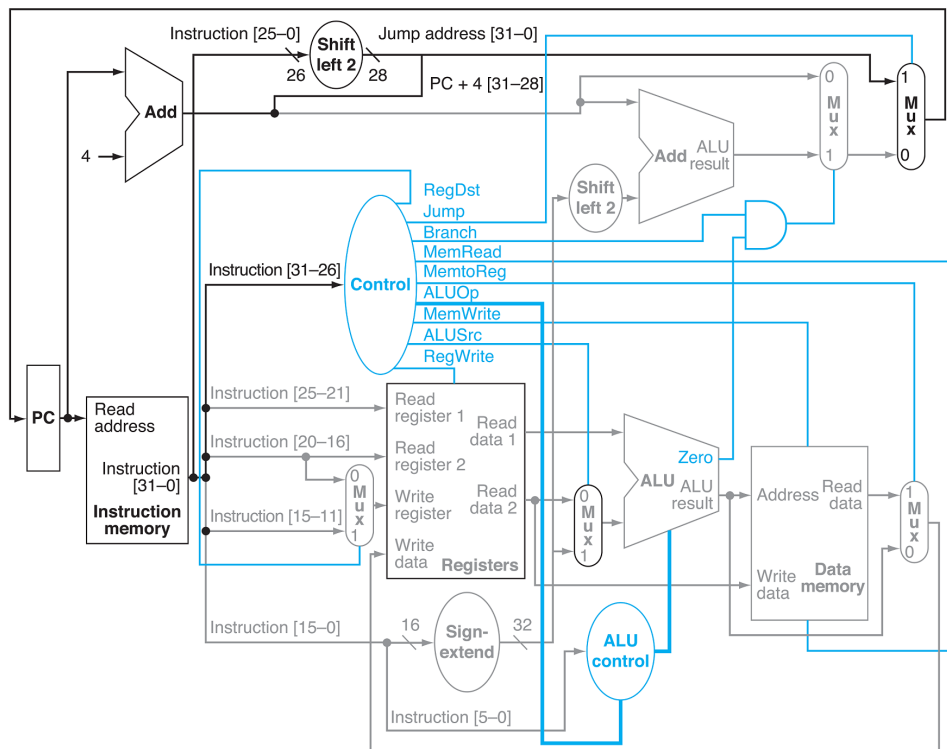 Instruction [25–0]
Shift
left 2
Jump address [31–0]
26
28
PC + 4 [31–28]
Add
4
0
M
u
x
1
1
M
u
x
0
Add
ALU
result
Shift
left 2
RegDst
Jump
Branch
MemRead
MemtoReg
ALUOp
MemWrite
ALUSrc
RegWrite
Instruction [31–26]
Control
PC
Read
address
Instruction
[31–0]
Instruction
memory
Instruction [25–21]
Instruction [20–16]
Instruction [15–11]
0
M
u
x
1
Read
register 1
Read
register 2
Write
register
Write
data
Read
data 1
Read
data 2
Registers
0
M
u
x
1
Zero
ALU
ALU
result
Address
Read
data
Write
data
Data
memory
1
M
u
x
0
Instruction [15–0]
16
Sign-
extend
32
ALU
control
Instruction [5–0]